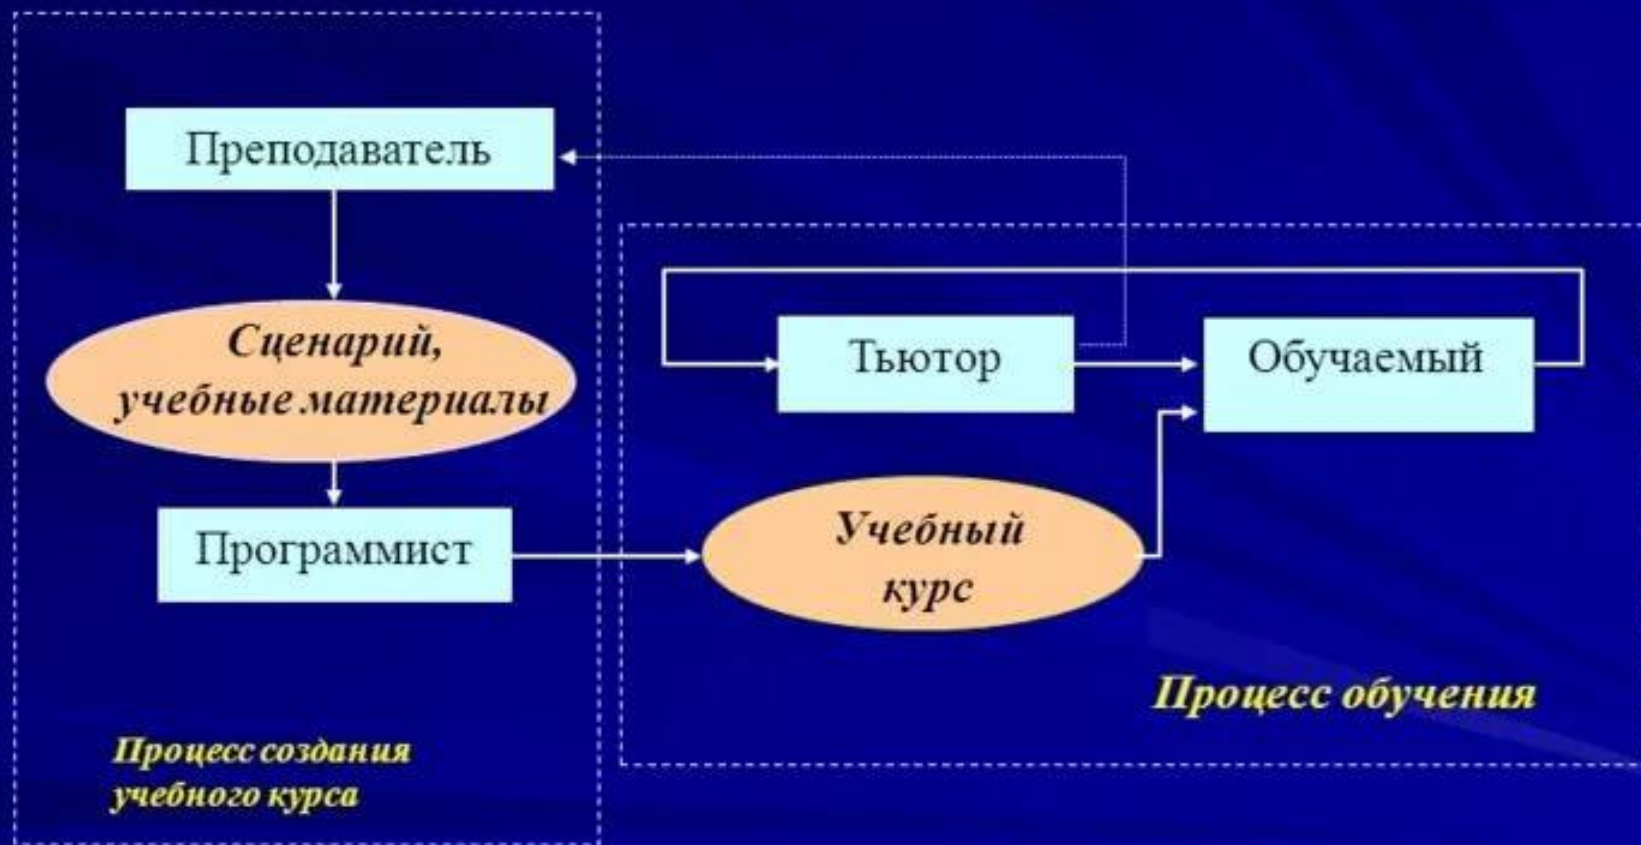 Преподаватель
Сценарий,
учебные материалы
Программист
Процесс создания
учебного курса
Тьютор
Обучаемый
Учебный
курс
Процесс обучения